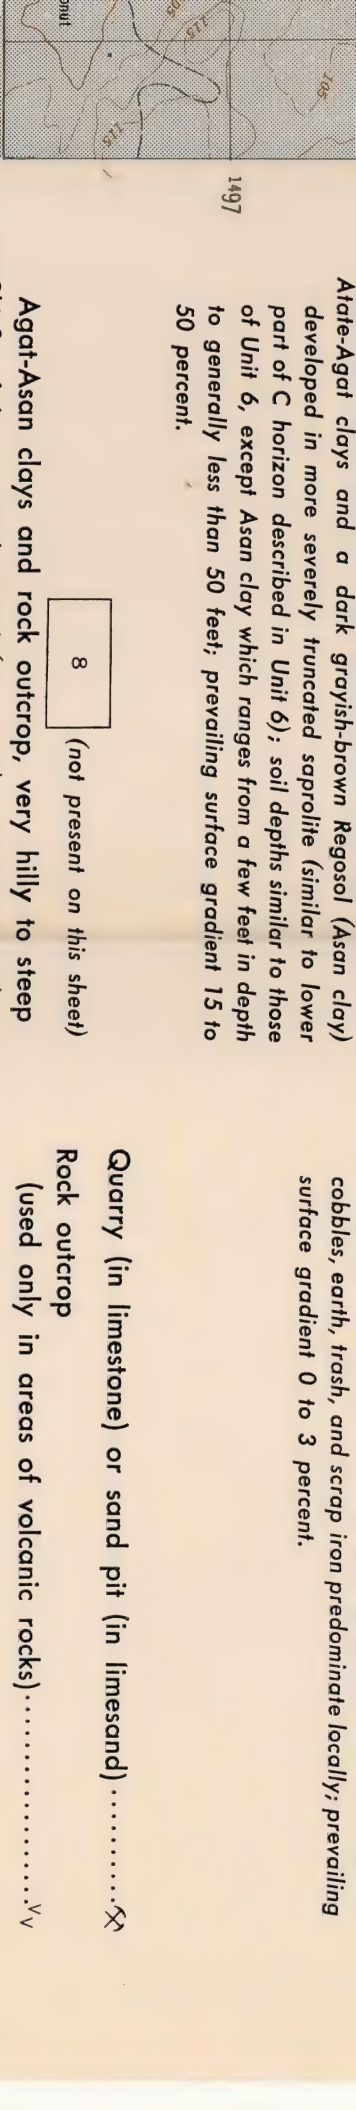 onut
105
115
105
115
1497
Atate-Agat clays and a dark grayish-brown Regosol (Asan clay)
developed in more severely truncated saprolite (similar to lower
part of C horizon described in Unit 6); soil depths similar to those
of Unit 6, except Asan clay which ranges from a few feet in depth
to generally less than 50 feet; prevailing surface gradient 15 to
50 percent.
8
(not present on this sheet)
Agat-Asan clays and rock outcrop, very hilly to steep
cobbles, earth, trash, and scrap iron predominate locally; prevailing
surface gradient 0 to 3 percent.
Quarry (in limestone) or sand pit (in limesand)...........
Rock outcrop
(used only in areas of volcanic rocks)...................v v